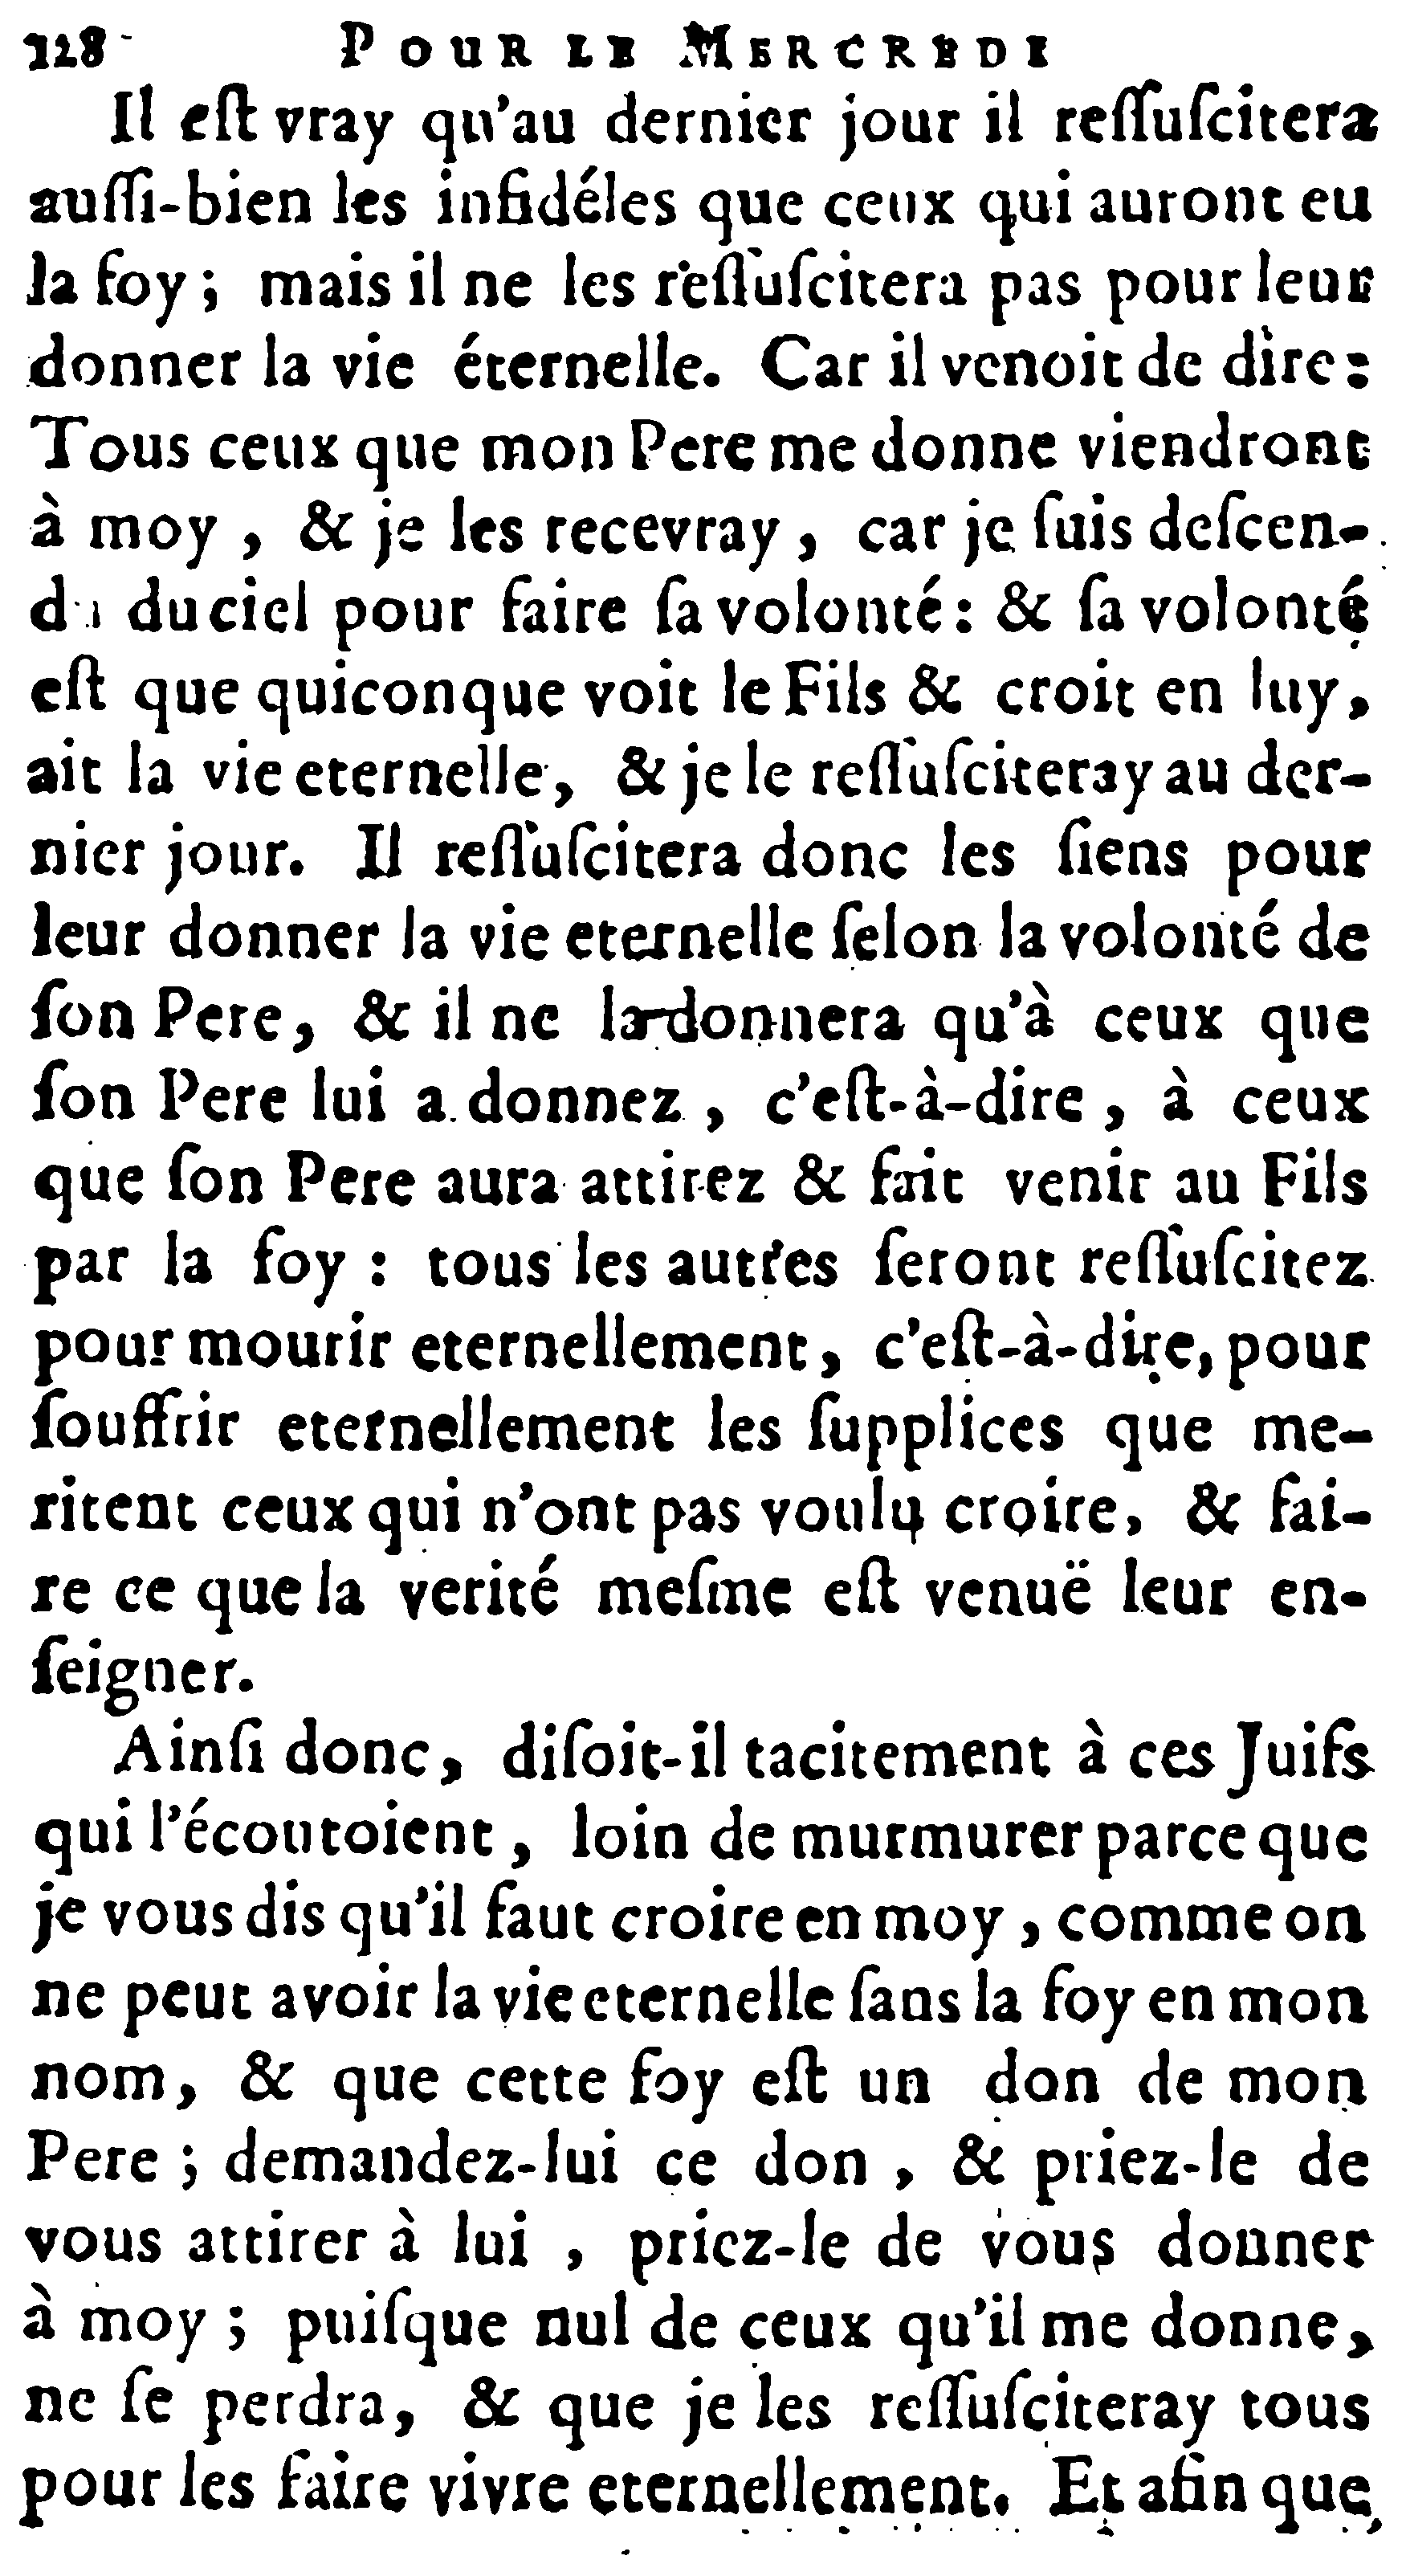 128 POUR LE MERCREDI
Il eſt vray qu'au dernier jour il reſſuſcitera
auſſi-bien les infidéles que ceux qui auront eu
la foy ; mais il ne les reſſuſcitera pas pour leur
donner la vie éternelle. Car il venoit de dire :
Tous ceux que mon Pere me donne viendront
à moy , & je les recevray , car je ſuis deſcen-
du du ciel pour faire ſa volonté : & ſa volonté
eſt que quiconque voit le Fils & croit en luy,
ait la vie eternelle, & je le reſſuſciteray au der-
nier jour. Il reſſuſcitera donc les ſiens pour
leur donner la vie eternelle ſelon la volonté de
ſon Pere, & il ne la donnera qu'à ceux que
ſon Pere lui a donnez , c'eſt-à-dire , à ceux
que ſon Pere aura attirez & fait venir au Fils
par la foy : tous les autres ſeront reſſuſcitez
pour mourir eternellement, c'eſt-à-dire, pour
ſouffrir eternellement les ſupplices que me-
ritent ceux qui n'ont pas voulu croire, & fai-
re ce que la verité meſme eſt venuë leur en-
ſeigner.
Ainſi donc, diſoit-il tacitement à ces Juifs
qui l'écoutoient , loin de murmurer parce que
je vous dis qu'il faut croire en moy , comme on
ne peut avoir la vie eternelle ſans la foy en mon
nom, & que cette foy eſt un don de mon
Pere ; demandez-lui ce don , & priez-le de
vous attirer à lui , priez-le de vous donner
à moy ; puiſque nul de ceux qu'il me donne,
ne ſe perdra, & que je les reſſuſciteray tous
pour les faire vivre eternellement. Et afin que